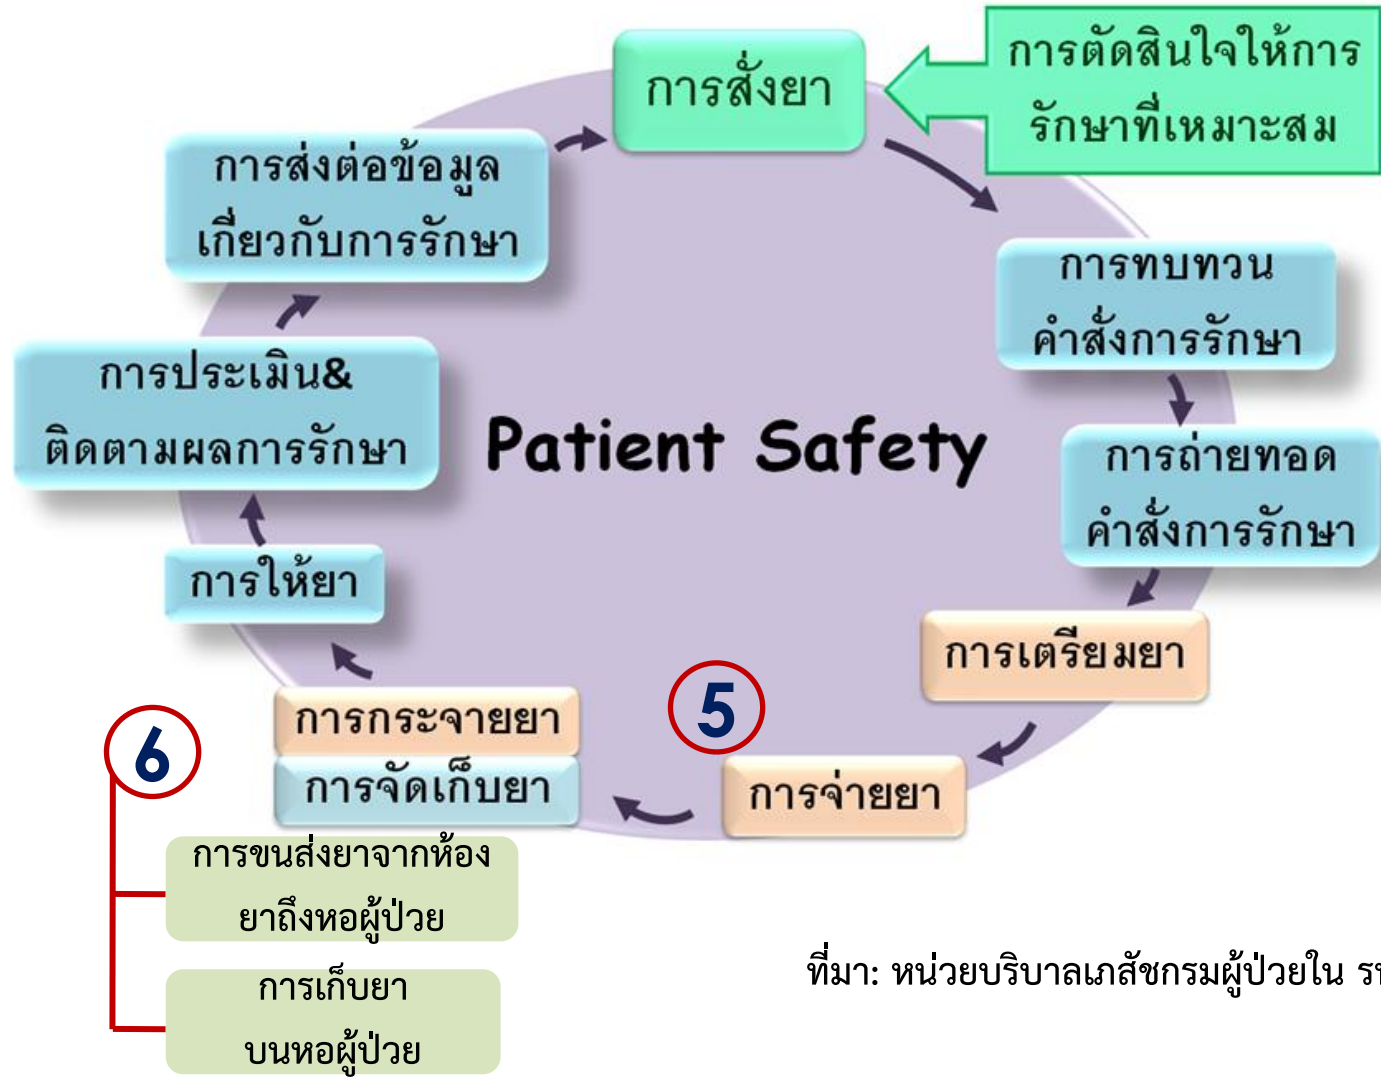 การสั่งยา
การตัดสินใจให้การ
รักษาที่เหมาะสม
การส่งต่อข้อมูล
เกี่ยวกับการรักษา
การทบทวน
คำสั่งการรักษา
การประเมิน&
ติดตามผลการรักษา
Patient Safety
การถ่ายทอด
คำสั่งการรักษา
การให้ยา
การเตรียมยา
5
การกระจายยา
6
การจัดเก็บยา
การจ่ายยา
การขนส่งยาจากห้อง
ยาถึงหอผู้ป่วย
การเก็บยา
บนหอผู้ป่วย
ที่มา: หน่วยบริบาลเภสัชกรมผู้ป่วยใน